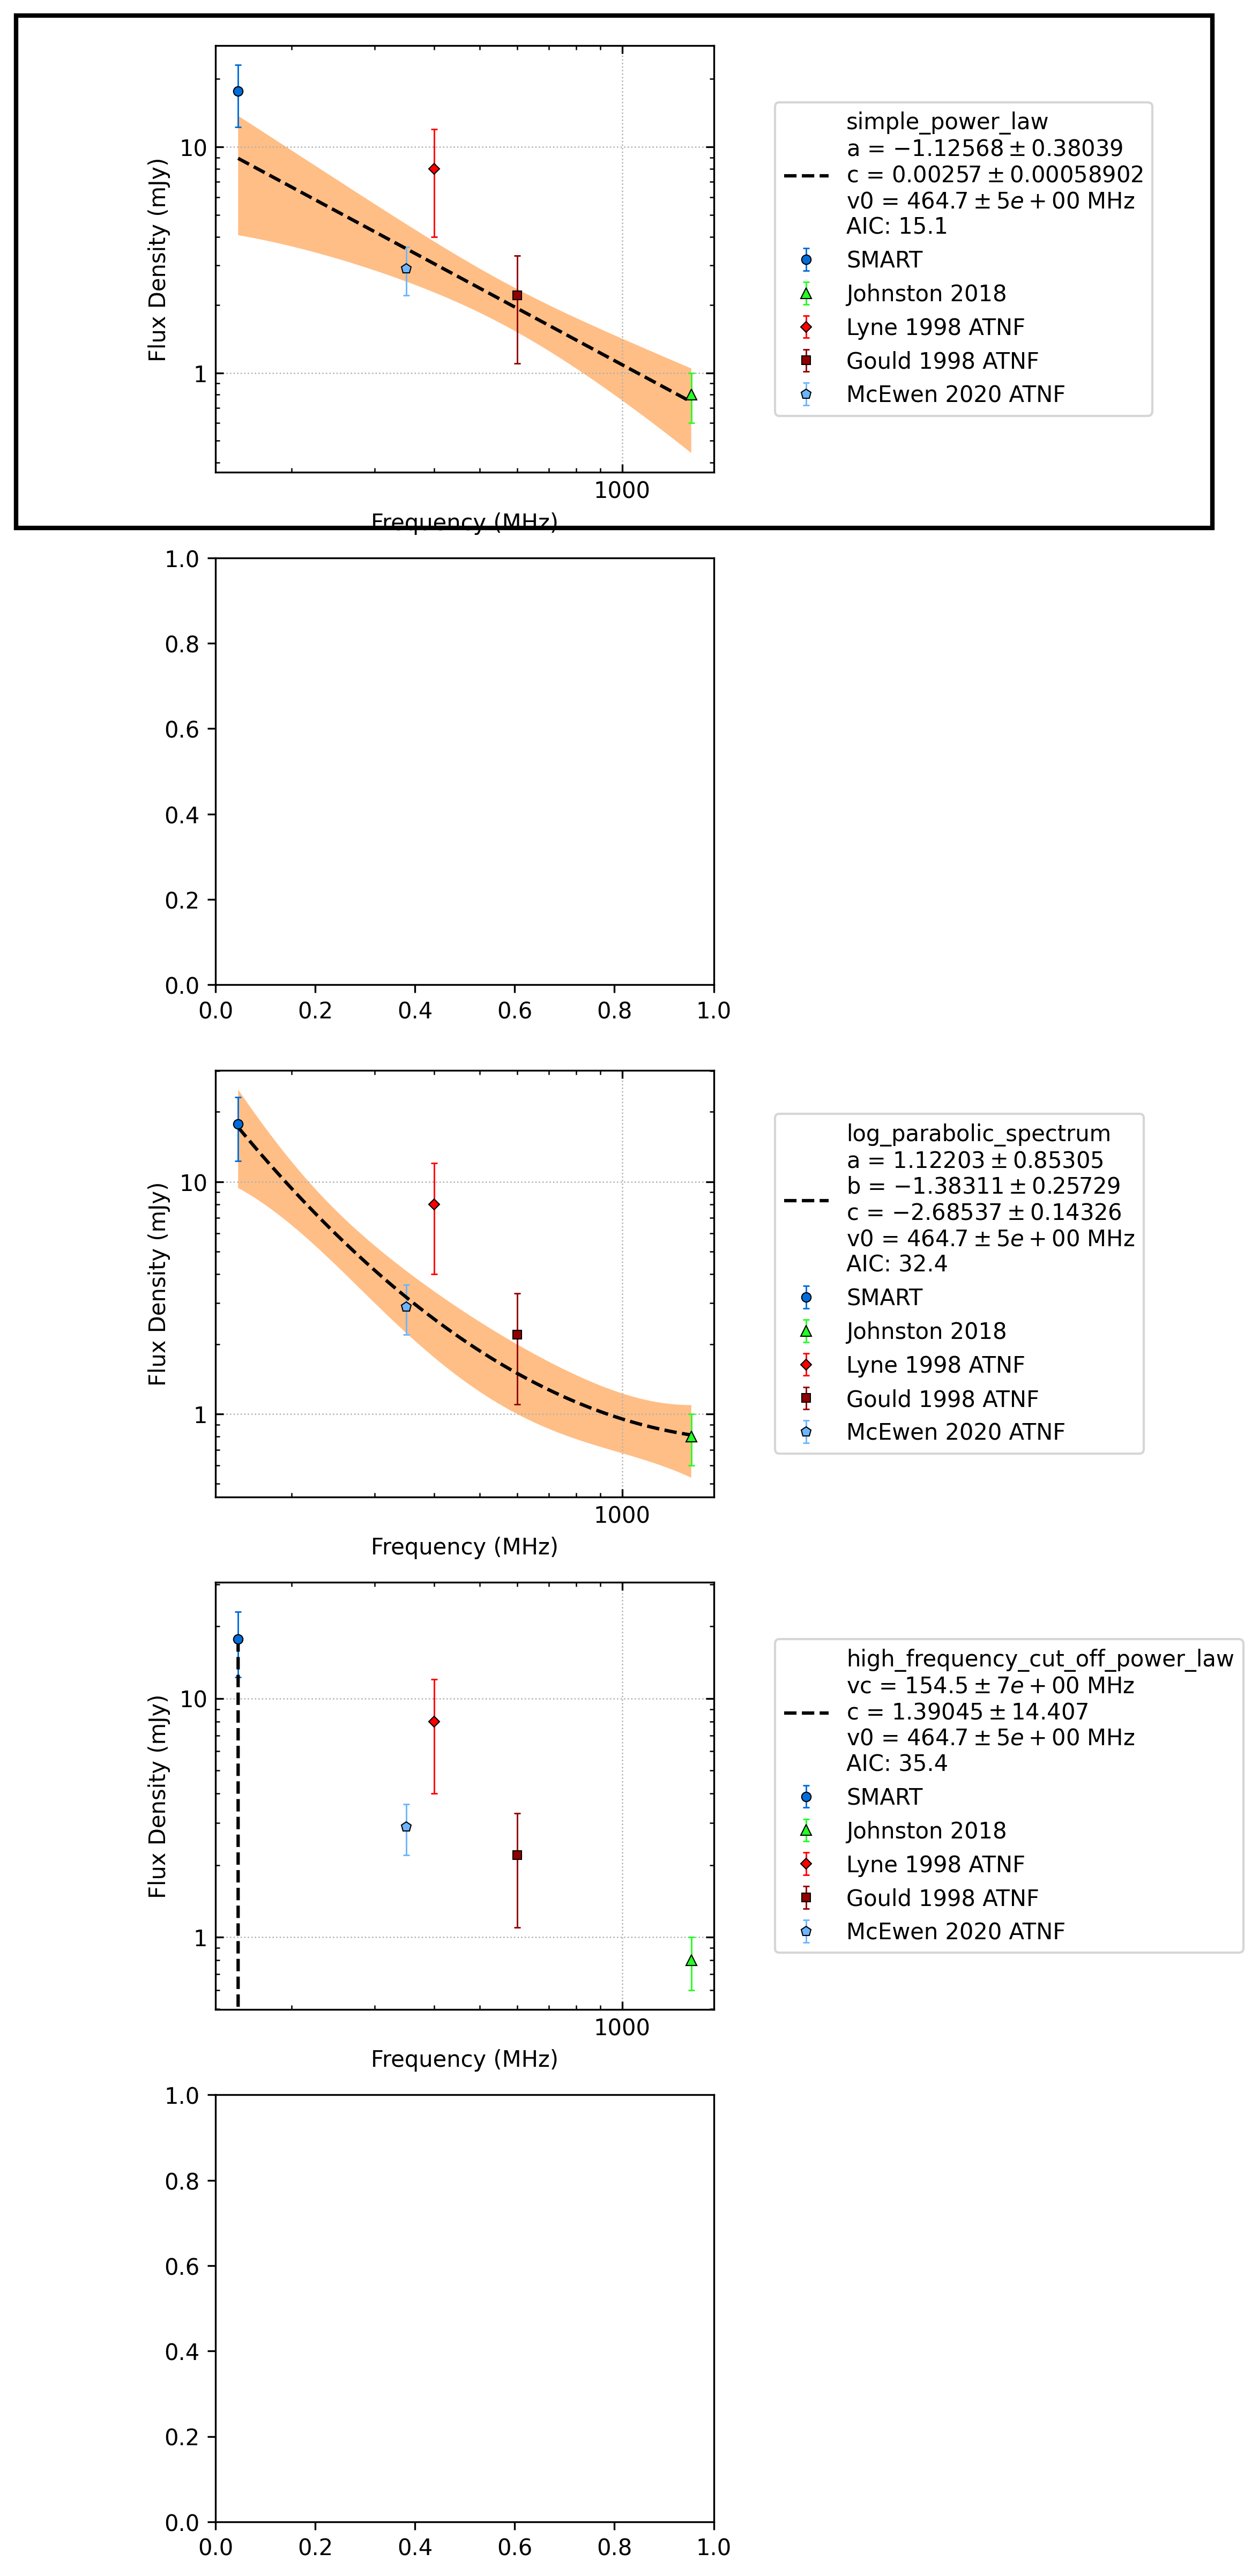 10
1
Flux Density (mJy)
1000
Frequency (MHz)
simple_power_law
a = −1.12568 ± 0.38039
c = 0.00257 ± 0.00058902
v0 = 464.7 ± 5e + 00 MHz
AIC: 15.1
SMART
Johnston 2018
Lyne 1998 ATNF
Gould 1998 ATNF
McEwen 2020 ATNF
1.0
0.8
0.6
0.4
0.2
0.0
0.0 0.2 0.4 0.6 0.8 1.0
10
1
Flux Density (mJy)
1000
Frequency (MHz)
log_parabolic_spectrum
a = 1.12203 ± 0.85305
b = −1.38311 ± 0.25729
c = −2.68537 ± 0.14326
v0 = 464.7 ± 5e + 00 MHz
AIC: 32.4
SMART
Johnston 2018
Lyne 1998 ATNF
Gould 1998 ATNF
McEwen 2020 ATNF
10
1
Flux Density (mJy)
1000
Frequency (MHz)
high_frequency_cut_off_power_law
vc = 154.5 ± 7e + 00 MHz
c = 1.39045 ± 14.407
v0 = 464.7 ± 5e + 00 MHz
AIC: 35.4
SMART
Johnston 2018
Lyne 1998 ATNF
Gould 1998 ATNF
McEwen 2020 ATNF
1.0
0.8
0.6
0.4
0.2
0.0
0.0 0.2 0.4 0.6 0.8 1.0